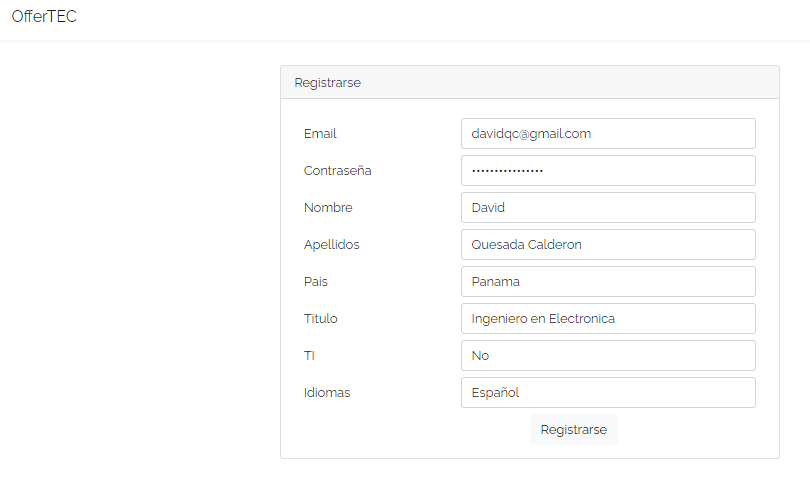 OfferTEC
Registrarse
Email davidqc@gmail.com
Contraseña ••••••••••••••••
Nombre David
Apellidos Quesada Calderon
Pais Panama
Titulo Ingeniero en Electronica
TI No
Idiomas Español
Registrarse